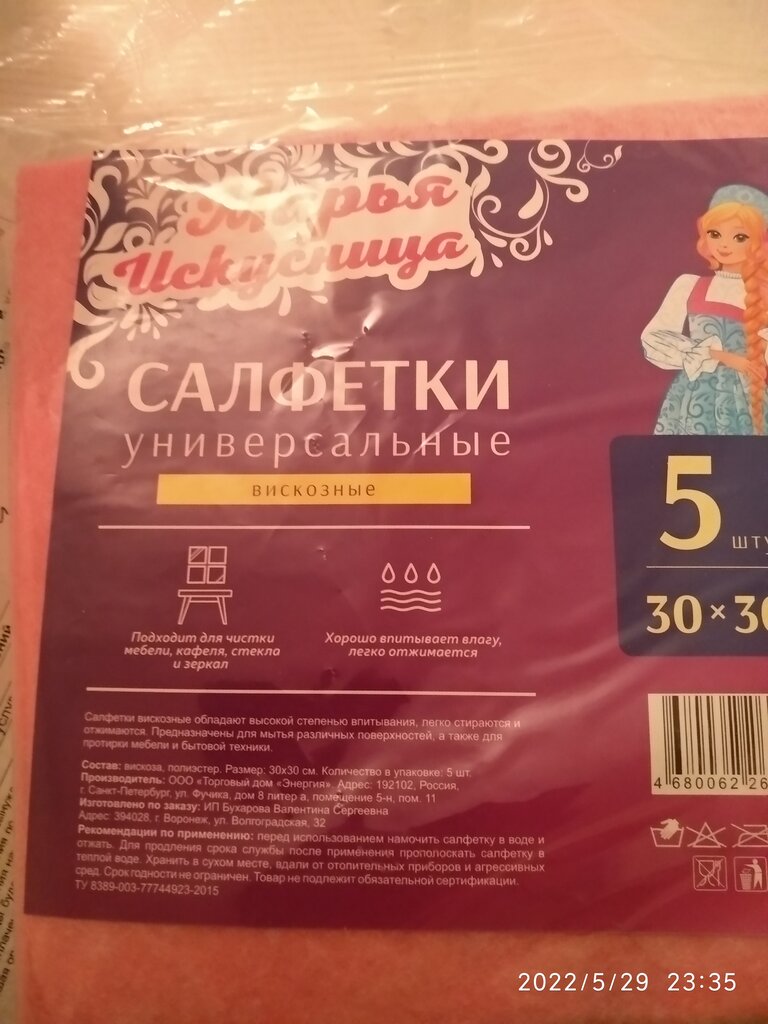 Марья
Искусница
САЛФЕТКИ
универсальные
вискозные
5
шту
30×30
Подходит для чистки
мебели, кафеля, стекла
и зеркал
Хорошо впитывает влагу,
легко отжимается
Салфетки вискозные обладают высокой степенью впитывания, легко стираются и
отжимаются. Предназначены для мытья различных поверхностей, а также для
протирки мебели и бытовой техники.
Состав: вискоза, полиэстер. Размер: 30х30 см. Количество в упаковке: 5 шт.
Производитель: ООО «Торговый дом «Энергия». Адрес: 192102, Россия,
г. Санкт-Петербург, ул. Фучика, дом 8 литер а, помещение 5-н, пом. 11
Изготовлено по заказу: ИП Бухарова Валентина Сергеевна
Адрес: 394028, г. Воронеж, ул. Волгоградская, 32
Рекомендации по применению: перед использованием намочить салфетку в воде и
отжать. Для продления срока службы после применения прополоскать салфетку в
теплой воде. Хранить в сухом месте, вдали от отопительных приборов и агрессивных
сред. Срок годности не ограничен. Товар не подлежит обязательной сертификации.
ТУ 8389-003-77744923-2015
4 680062 26
2022/5/29 23:35